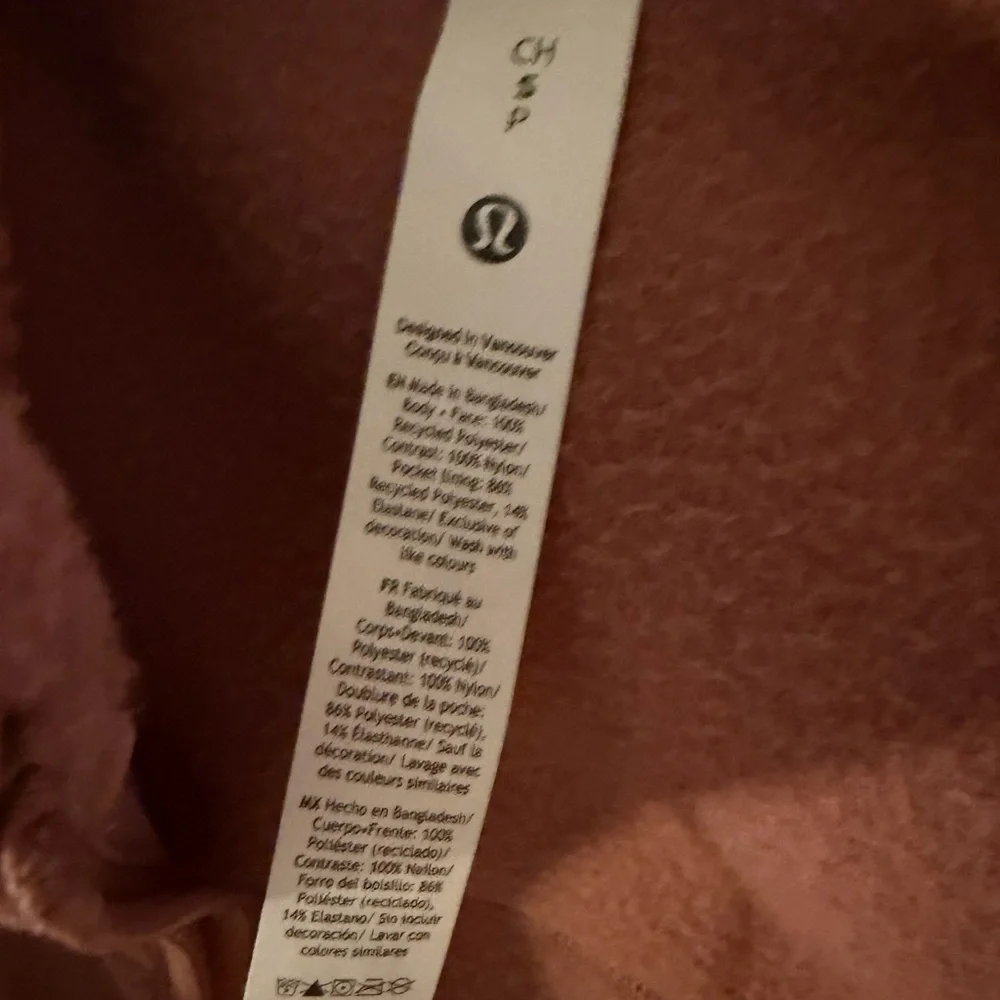 CH
S
P
Designed in Vancouver
Conçu à Vancouver
EN Made in Bangladesh/
Body + Face: 100%
Recycled Polyester/
Contrast: 100% Nylon/
Pocket lining: 86%
Recycled Polyester, 14%
Elastane/ Exclusive of
decoration/ Wash with
like colours
FR Fabriqué au
Bangladesh/
Corps+Devant: 100%
Polyester (recyclé)/
Contrastant: 100% Nylon/
Doublure de la poche:
86% Polyester (recyclé),
14% Élasthanne/ Sauf la
décoration/ Lavage avec
des couleurs similaires
MX Hecho en Bangladesh/
Cuerpo+Frente: 100%
Poliéster (reciclado)/
Contraste: 100% Nailon/
Forro del bolsillo: 86%
Poliéster (reciclado),
14% Elastano/ Sin incluir
decoración/ Lavar con
colores similares